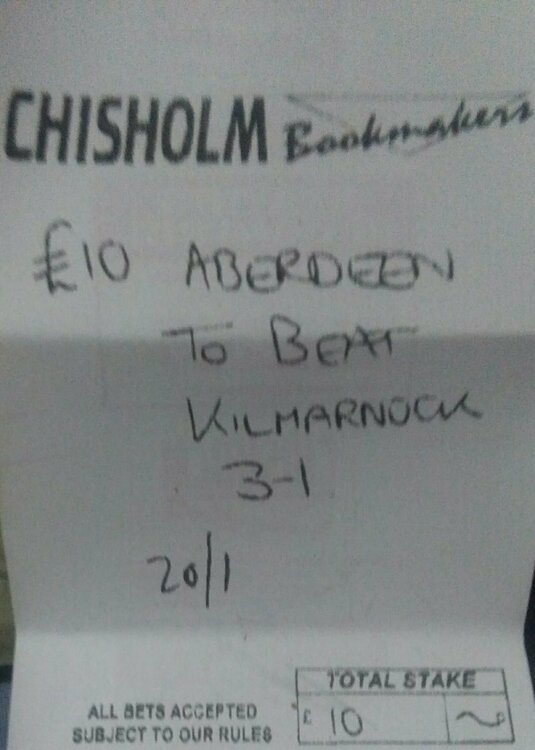 CHISHOLM Bookmakers
£10 ABERDEEN
TO BEAT
KILMARNOCK
3-1
20/1
TOTAL STAKE
£ 10
ALL BETS ACCEPTED
SUBJECT TO OUR RULES